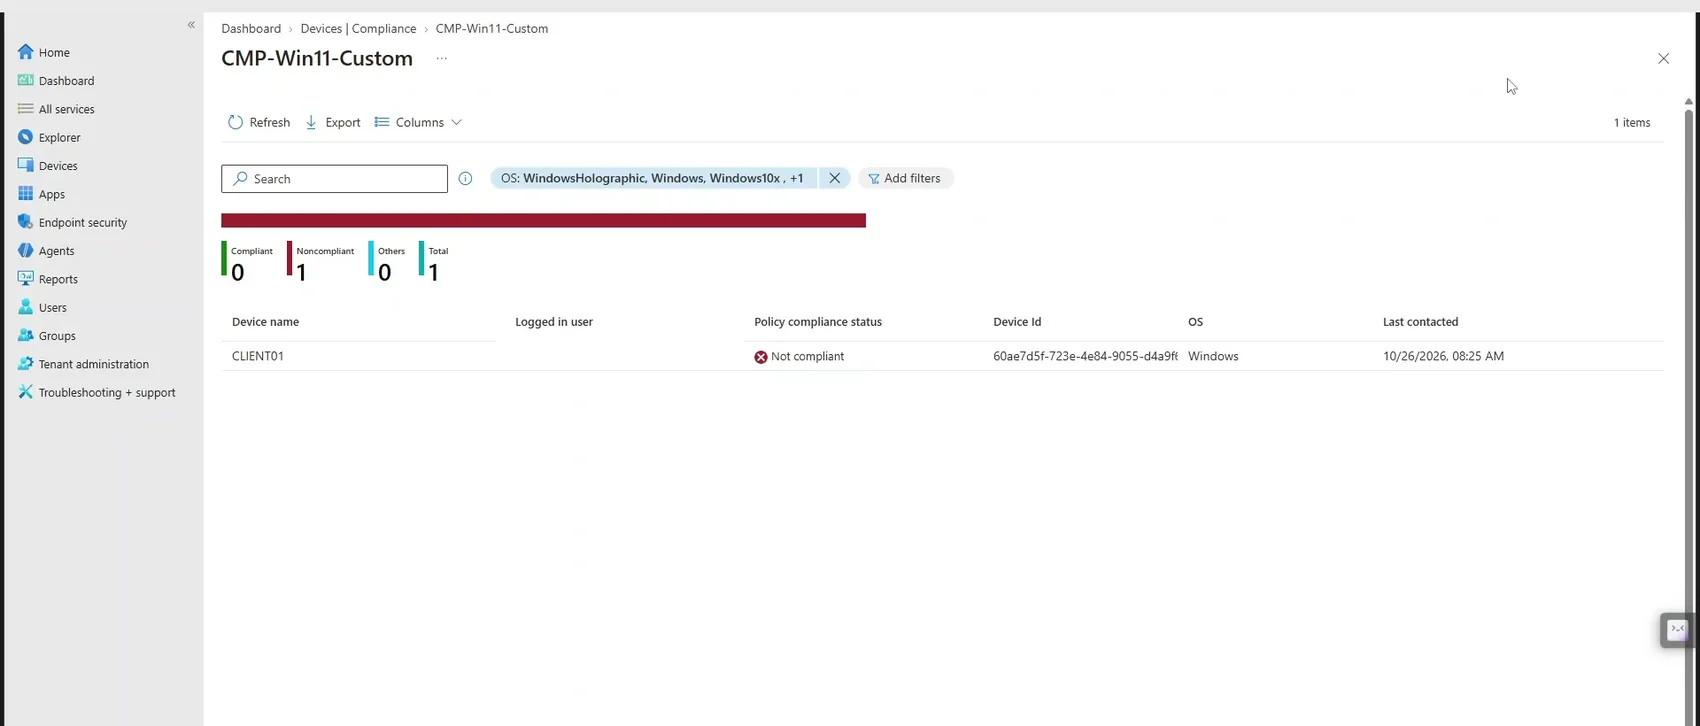 Dashboard › Devices | Compliance › CMP-Win11-Custom
CMP-Win11-Custom ...
Home
Dashboard
All services
Explorer
Devices
Apps
Endpoint security
Agents
Reports
Users
Groups
Tenant administration
Troubleshooting + support
Refresh Export Columns 1 items
Search OS: WindowsHolographic, Windows, Windows10x , +1 Add filters
Compliant Noncompliant Others Total
0 1 0 1
Device name Logged in user Policy compliance status Device Id OS Last contacted
CLIENT01 Not compliant 60ae7d5f-723e-4e84-9055-d4a9f Windows 10/26/2026, 08:25 AM